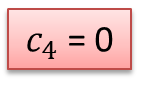 c₄ = 0